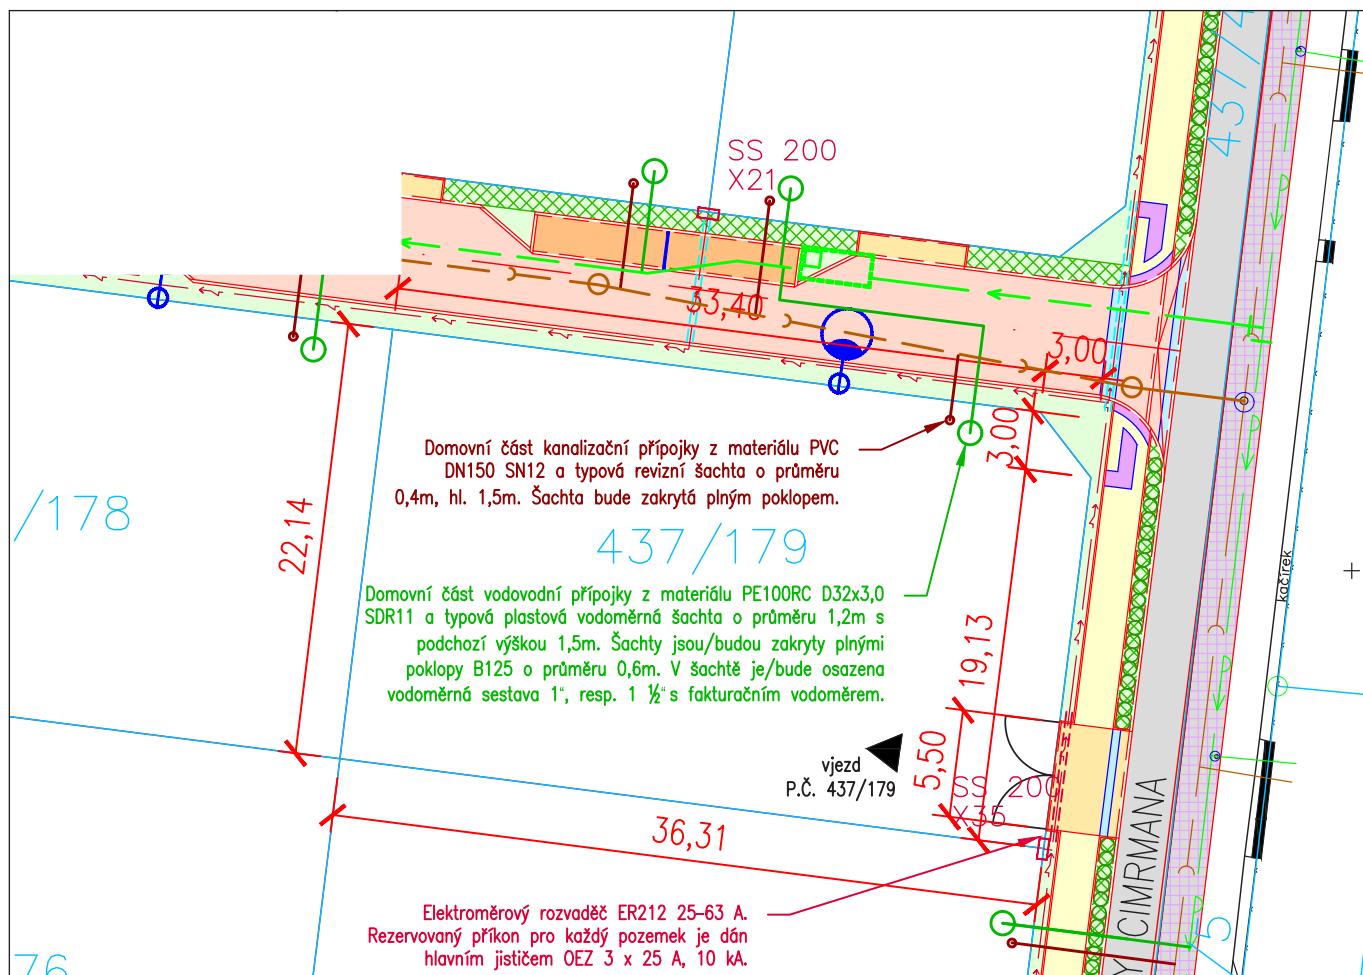 437/74
SS 200
X21
33,40
3,00
3,00
Domovní část kanalizační přípojky z materiálu PVC
DN150 SN12 a typová revizní šachta o průměru
0,4m, hl. 1,5m. Šachta bude zakrytá plným poklopem.
/178
22,14
437/179
kačírek
Domovní část vodovodní přípojky z materiálu PE100RC D32x3,0
SDR11 a typová plastová vodoměrná šachta o průměru 1,2m s
podchozí výškou 1,5m. Šachty jsou/budou zakryty plnými
poklopy B125 o průměru 0,6m. V šachtě je/bude osazena
vodoměrná sestava 1", resp. 1 ½" s fakturačním vodoměrem.
19,13
5,50
vjezd
P.Č. 437/179
SS 200
X35
36,31
Y CIMRMANA
Elektroměrový rozvaděč ER212 25-63 A.
Rezervovaný příkon pro každý pozemek je dán
hlavním jističem OEZ 3 x 25 A, 10 kA.
76
5